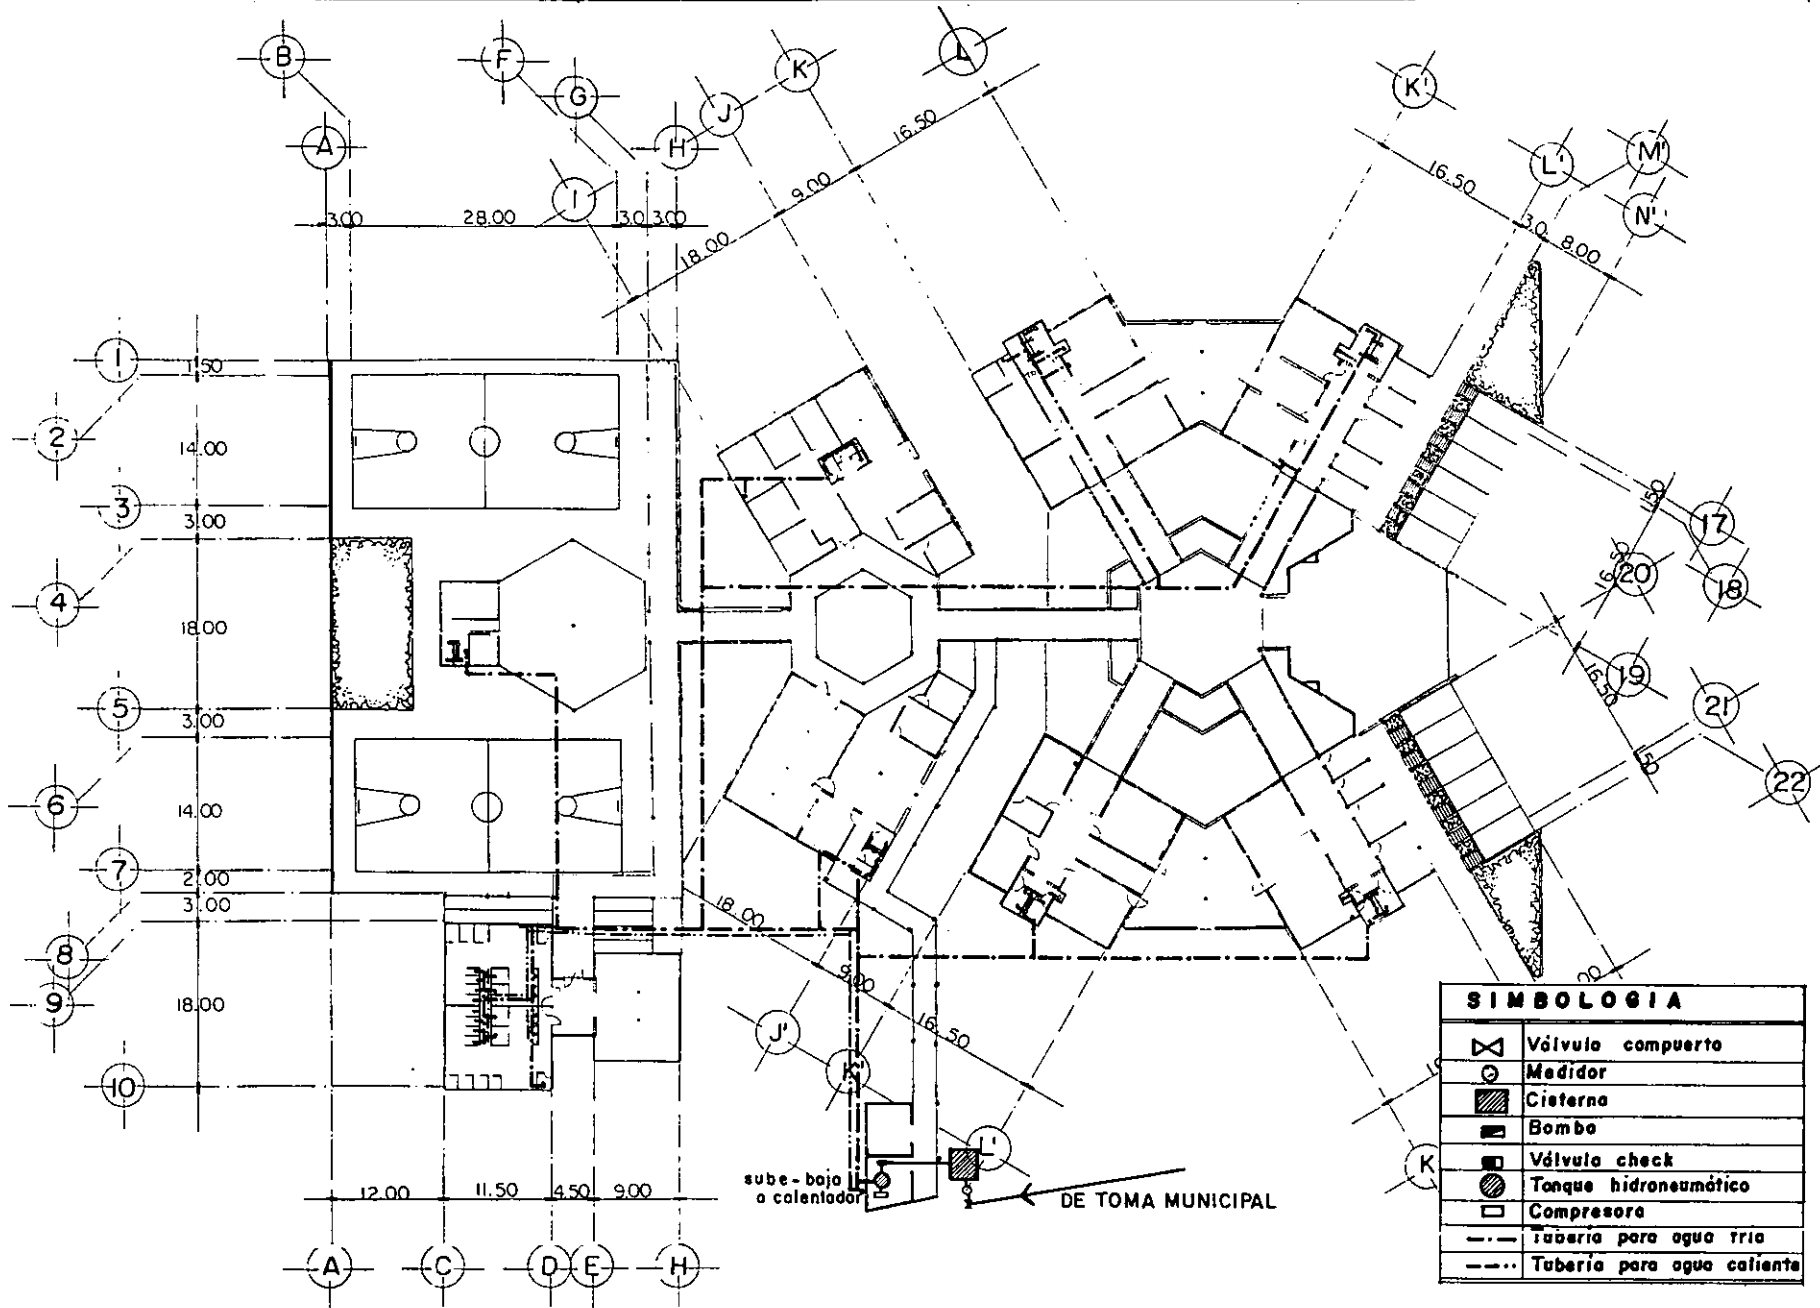 B
F
G
K
L
K'
A
H
J
I
L'
M'
N'
3.00
28.00
3.0
3.00
18.00
9.00
16.50
16.50
3.0
8.00
1
1.50
2
14.00
3
3.00
4
18.00
5
3.00
6
14.00
7
2.00
3.00
8
9
18.00
10
17
18
1.50
16.50
20
19
16.50
21
1.50
22
18.00
9.00
16.50
J'
K'
L'
K
sube-baja
a calentador
DE TOMA MUNICIPAL
12.00
11.50
4.50
9.00
A
C
D
E
H
SIMBOLOGIA
Válvula compuerta
Medidor
Cisterna
Bomba
Válvula check
Tanque hidroneumático
Compresora
Tubería para agua fría
Tubería para agua caliente